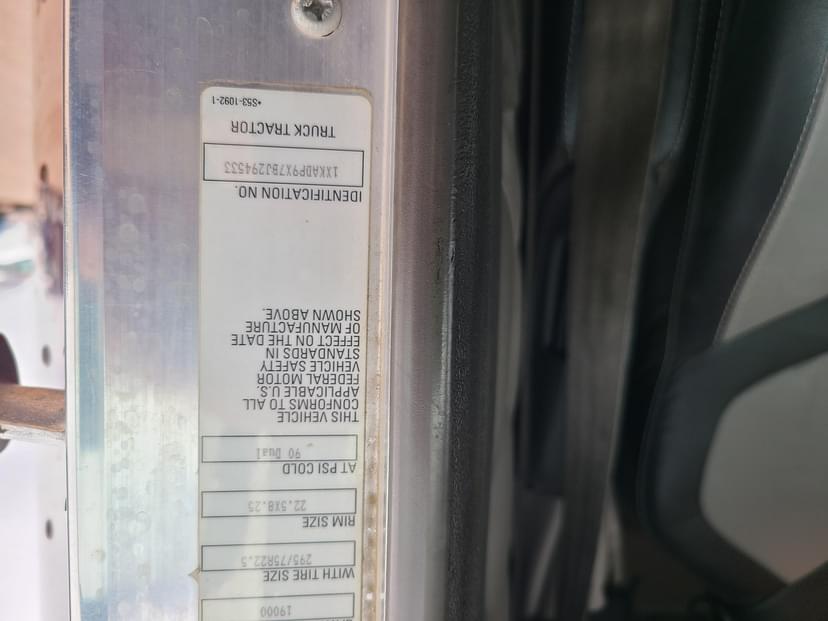 19000
WITH TIRE SIZE
295/75R22.5
RIM SIZE
22.5X8.25
AT PSI COLD
90 Dual
THIS VEHICLE
CONFORMS TO ALL
APPLICABLE U.S.
FEDERAL MOTOR
VEHICLE SAFETY
STANDARDS IN
EFFECT ON THE DATE
OF MANUFACTURE
SHOWN ABOVE.
IDENTIFICATION NO.
1XKADP9X7BJ294533
TRUCK TRACTOR
*S53-1092-1